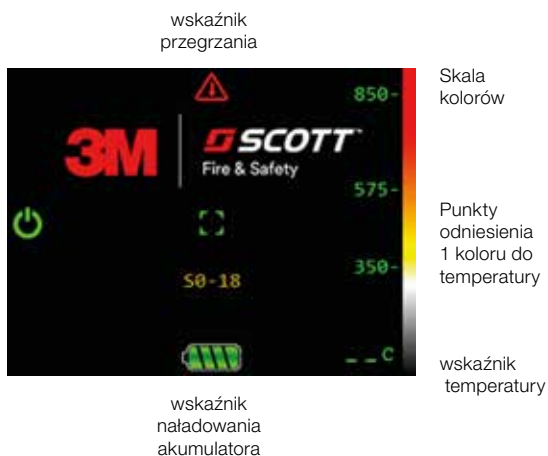 wskaźnik
przegrzania
850-
Skala
kolorów
3M
SCOTT™
Fire & Safety
575-
Punkty
odniesienia
1 koloru do
temperatury
350-
S0-18
_ _ C
wskaźnik
temperatury
wskaźnik
naładowania
akumulatora